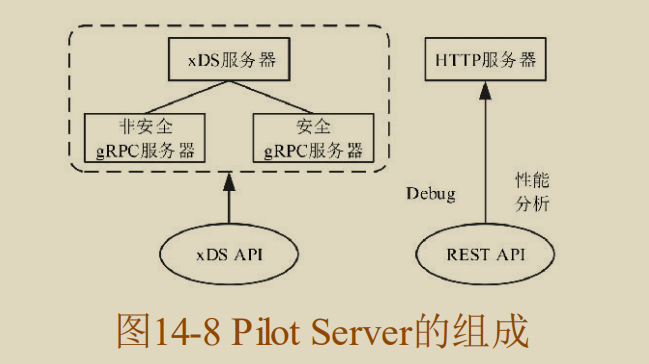 xDS服务器
HTTP服务器
非安全
gRPC服务器
安全
gRPC服务器
Debug
性能
分析
xDS API
REST API
图14-8 Pilot Server的组成